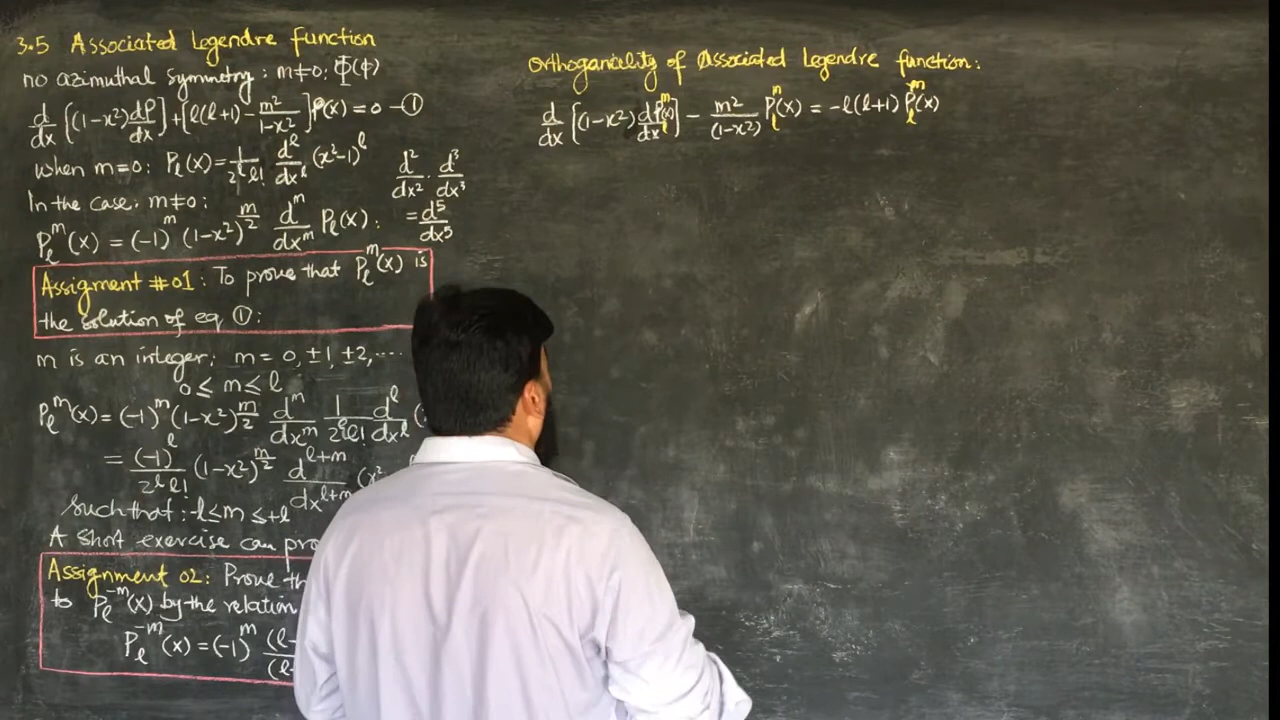 3.5 Associated Legendre function
no azimuthal symmetry: m≠0; Φ(φ)
d/dx [(1-x²) dP/dx] + [l(l+1) - m²/(1-x²)] P(x) = 0 —①
when m=0: P_l(x) = 1/(2^l l!) d^l/dx^l (x²-1)^l
d²/dx² · d³/dx³
In the case. m≠0:
= d⁵/dx⁵
P_l^m(x) = (-1)^m (1-x²)^(m/2) d^m/dx^m P_l(x):
Assigment #01: To prove that P_l^m(x) is
the solution of eq ①:
m is an integer; m = 0, ±1, ±2, ....
0 ≤ m ≤ l
P_l^m(x) = (-1)^m (1-x²)^(m/2) d^m/dx^m 1/(2^l l!) d^l/dx^l (
= (-1)^l/(2^l l!) (1-x²)^(m/2) d^(l+m)/dx^(l+m) (x²
such that: -l ≤ m ≤ +l
A short exercise can pro
Assignment 02: Prove th
to P_l^-m(x) by the relation
P_l^-m(x) = (-1)^m (l-
(l
Orthogonality of Associated Legendre function:
d/dx [(1-x²) dP_l^m(x)/dx] - m²/(1-x²) P_l^m(x) = -l(l+1) P_l^m(x)